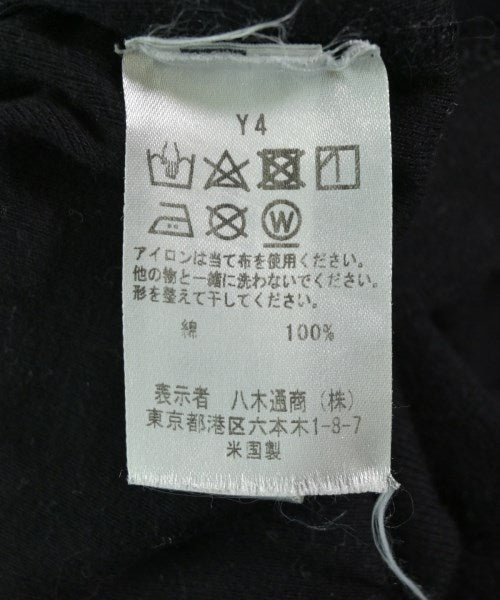 Y4
W
アイロンは当て布を使用ください。
他の物と一緒に洗わないでください。
形を整えて干してください。
綿 100%
表示者 八木通商(株)
東京都港区六本木1-8-7
米国製